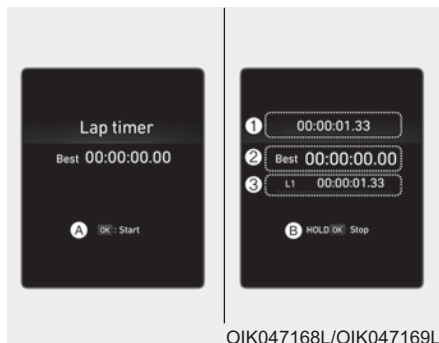 Lap timer
Best 00:00:00.00
A OK : Start
1 00:00:01.33
2 Best 00:00:00.00
3 L1 00:00:01.33
B HOLD OK Stop
OIK047168L/OIK047169L